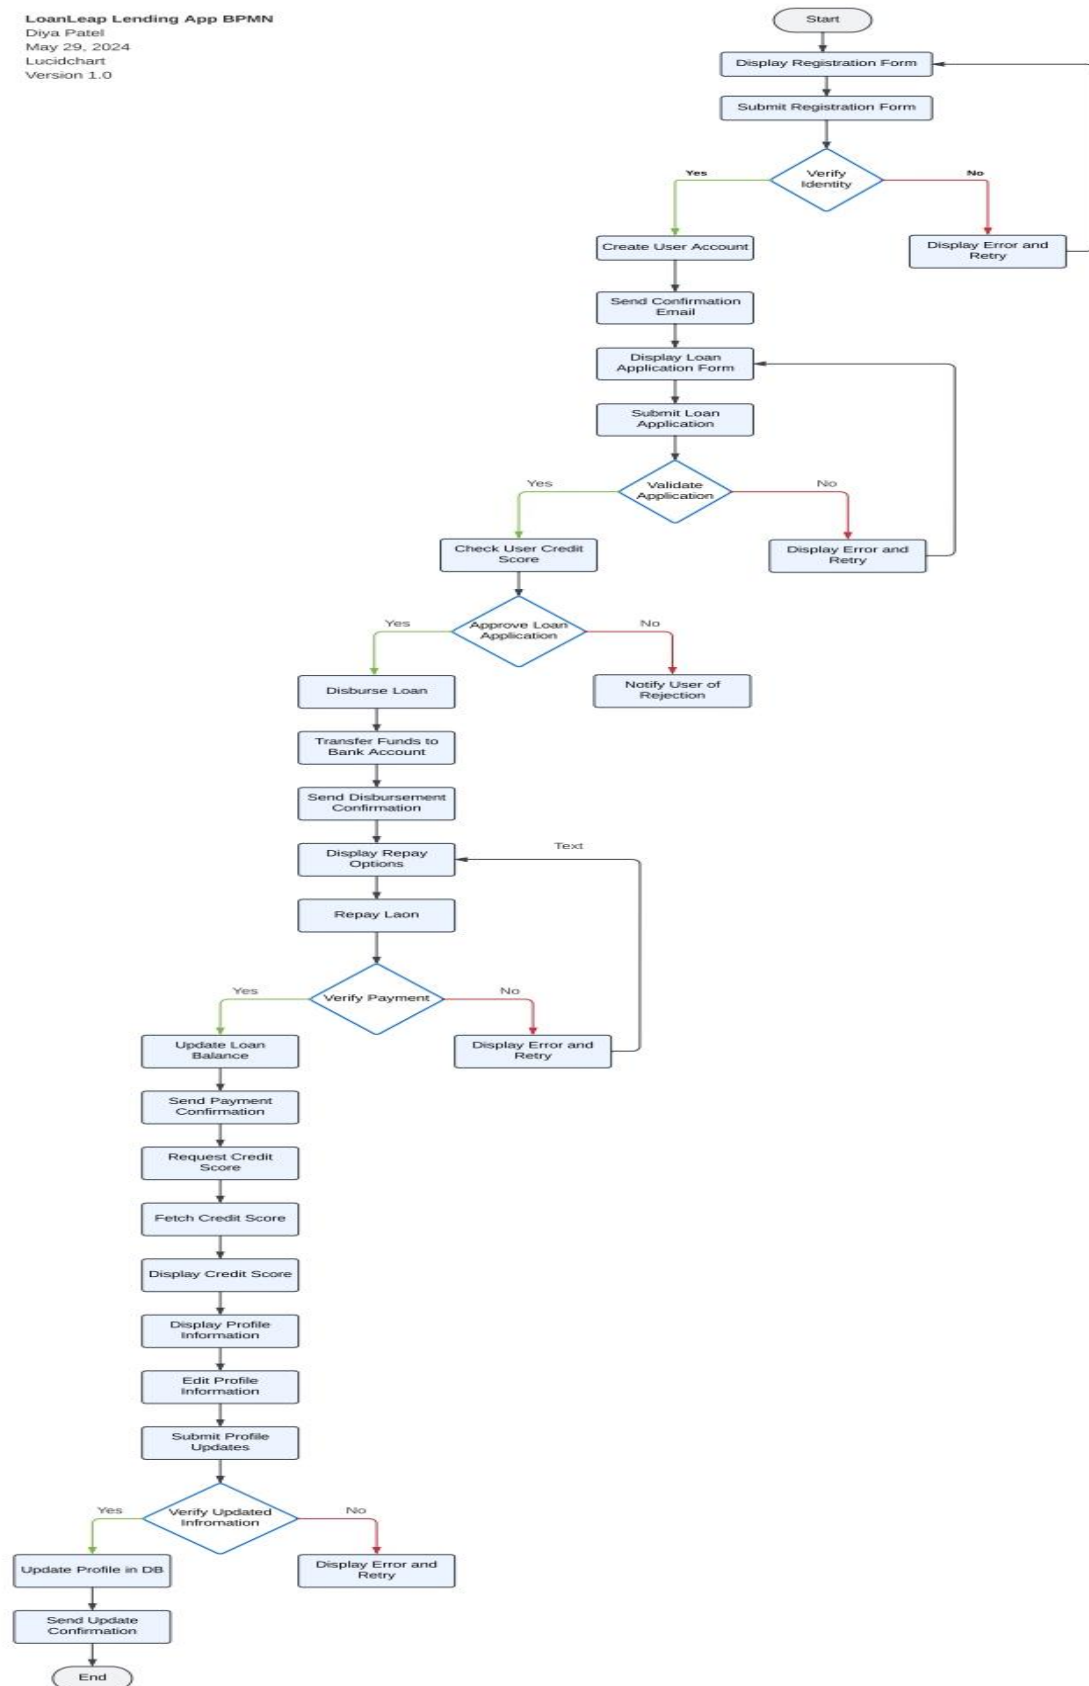 LoanLeap Lending App BPMN
Diya Patel
May 29, 2024
Lucidchart
Version 1.0
Start
Display Registration Form
Submit Registration Form
Verify
Identity
Yes
No
Create User Account
Display Error and
Retry
Send Confirmation
Email
Display Loan
Application Form
Submit Loan
Application
Validate
Application
Yes
No
Check User Credit
Score
Display Error and
Retry
Approve Loan
Application
Yes
No
Disburse Loan
Notify User of
Rejection
Transfer Funds to
Bank Account
Send Disbursement
Confirmation
Display Repay
Options
Text
Repay Laon
Verify Payment
Yes
No
Update Loan
Balance
Display Error and
Retry
Send Payment
Confirmation
Request Credit
Score
Fetch Credit Score
Display Credit Score
Display Profile
Information
Edit Profile
Information
Submit Profile
Updates
Verify Updated
Infromation
Yes
No
Update Profile in DB
Display Error and
Retry
Send Update
Confirmation
End